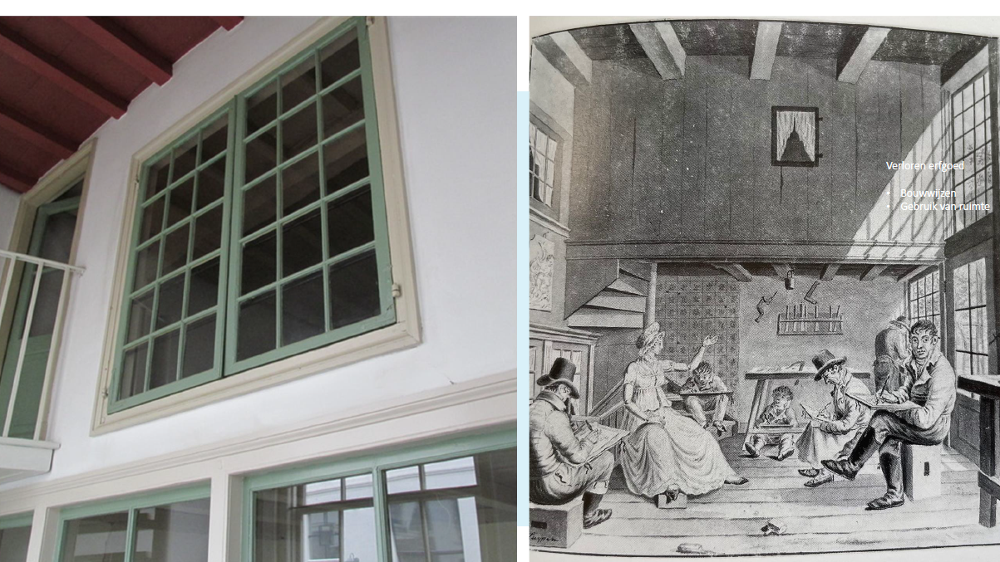 Verloren erfgoed
• Bouwwijzen
• Gebruik van ruimte